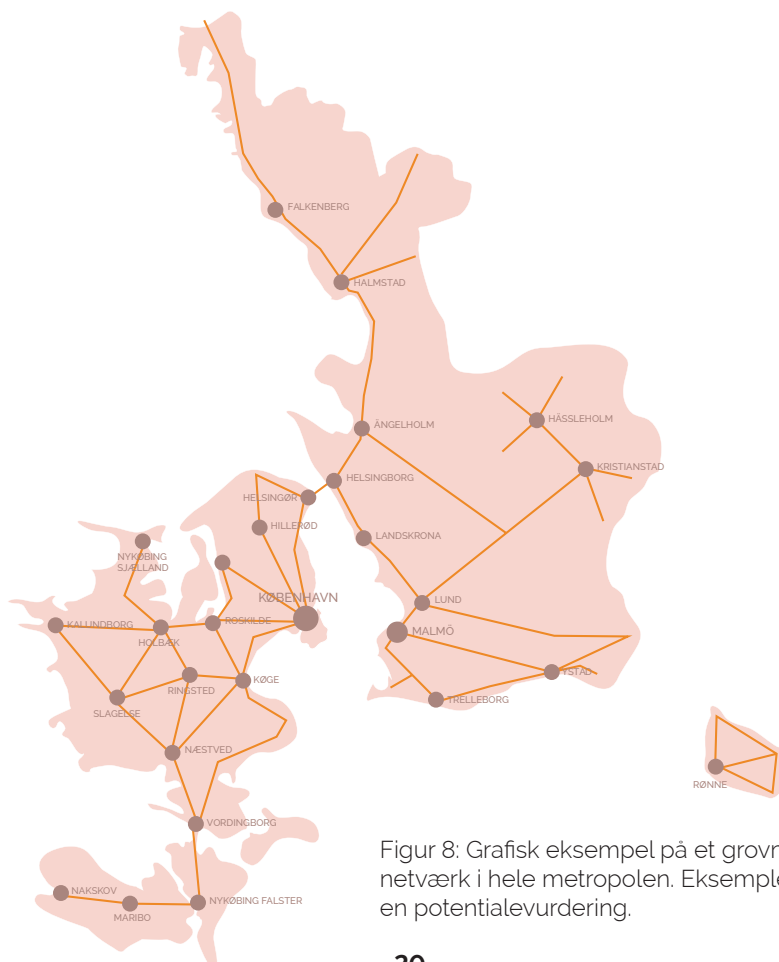 FALKENBERG
HALMSTAD
ÄNGELHOLM
HÄSSLEHOLM
KRISTIANSTAD
HELSINGBORG
HELSINGØR
HILLERØD
LANDSKRONA
NYKØBING
SJÆLLAND
KØBENHAVN
LUND
KALUNDBORG
ROSKILDE
MALMÖ
HOLBÆK
YSTAD
KØGE
RINGSTED
TRELLEBORG
SLAGELSE
NÆSTVED
RØNNE
VORDINGBORG
NAKSKOV
NYKØBING FALSTER
MARIBO
Figur 8: Grafisk eksempel på et grovm
netværk i hele metropolen. Eksemple
en potentialevurdering.